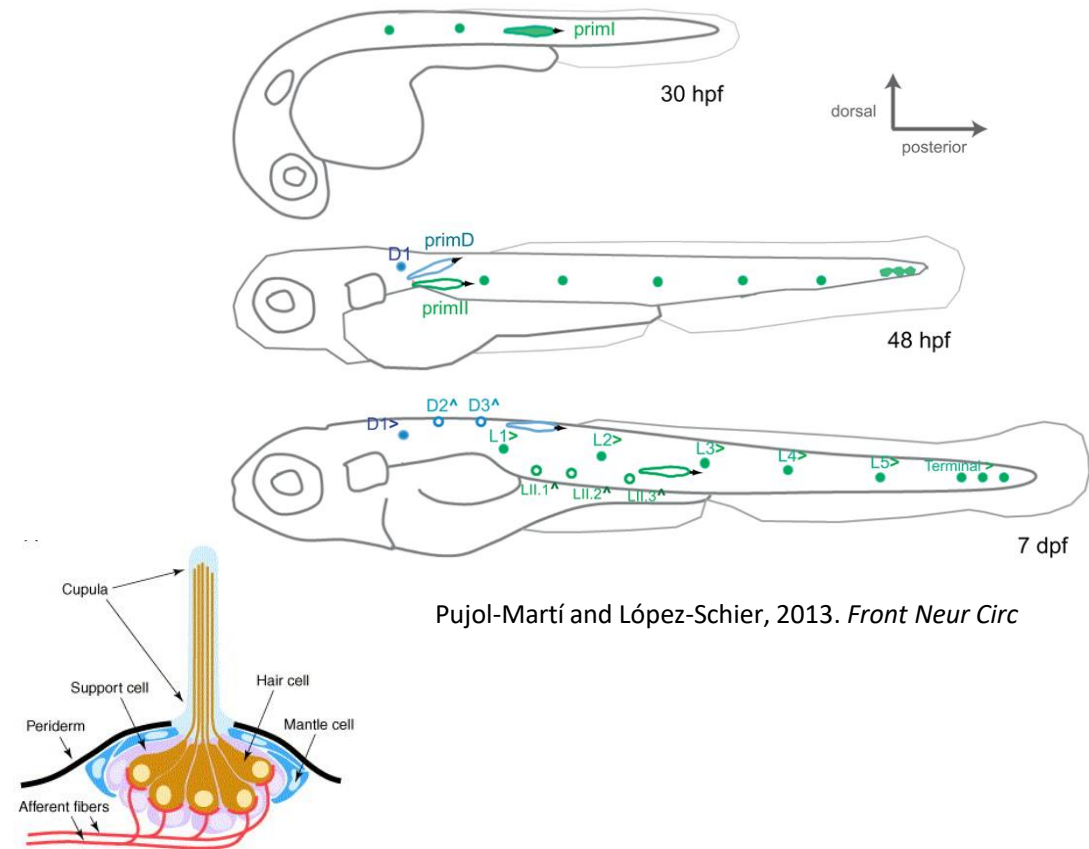 primI
30 hpf
dorsal
posterior
primD
D1
primII
48 hpf
D2^ D3^
D1>
L1> L2> L3> L4> L5> Terminal >
LII.1^ LII.2^ LII.3^
7 dpf
Pujol-Martí and López-Schier, 2013. Front Neur Circ
Cupula
Support cell
Hair cell
Periderm
Mantle cell
Afferent fibers